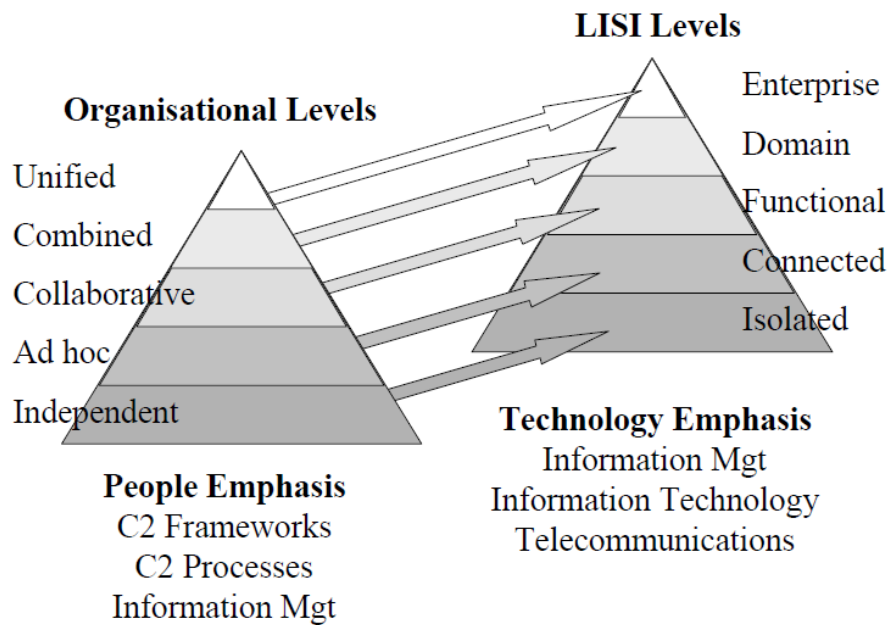 Organisational Levels
Unified
Combined
Collaborative
Ad hoc
Independent
People Emphasis
C2 Frameworks
C2 Processes
Information Mgt
LISI Levels
Enterprise
Domain
Functional
Connected
Isolated
Technology Emphasis
Information Mgt
Information Technology
Telecommunications